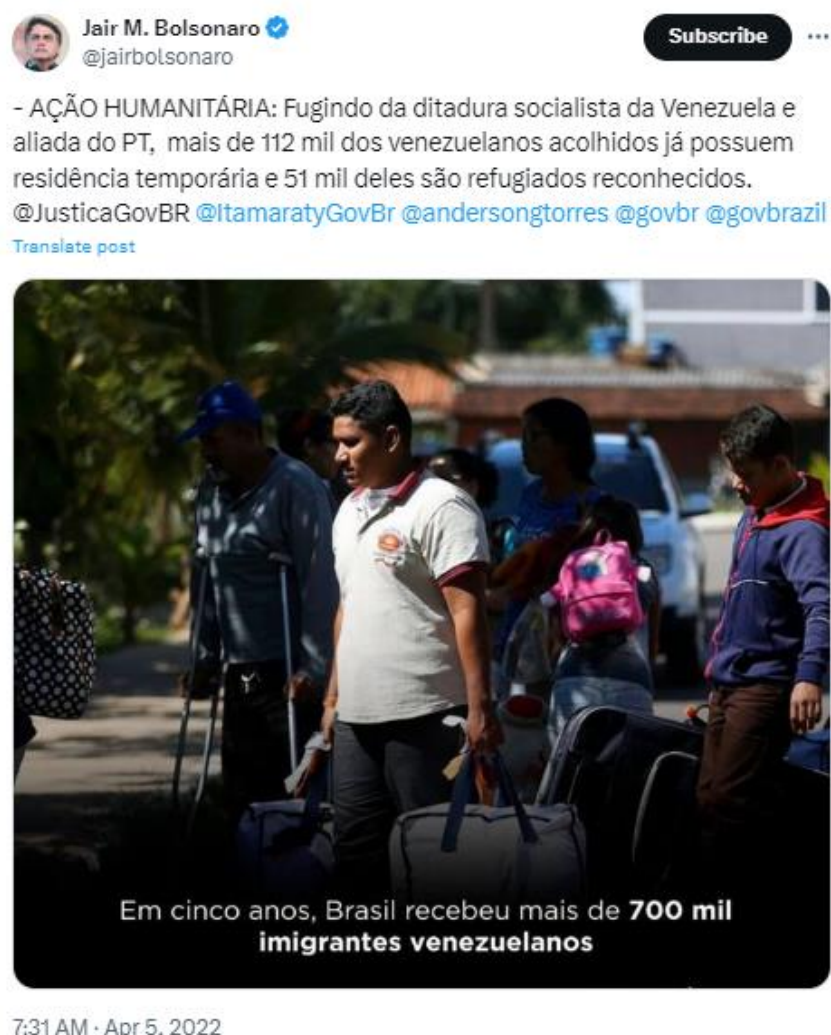 Jair M. Bolsonaro
@jairbolsonaro
Subscribe
- AÇÃO HUMANITÁRIA: Fugindo da ditadura socialista da Venezuela e
aliada do PT, mais de 112 mil dos venezuelanos acolhidos já possuem
residência temporária e 51 mil deles são refugiados reconhecidos.
@JusticaGovBR @ItamaratyGovBr @andersongtorres @govbr @govbrazil
Translate post
Em cinco anos, Brasil recebeu mais de 700 mil
imigrantes venezuelanos
7:31 AM · Apr 5, 2022